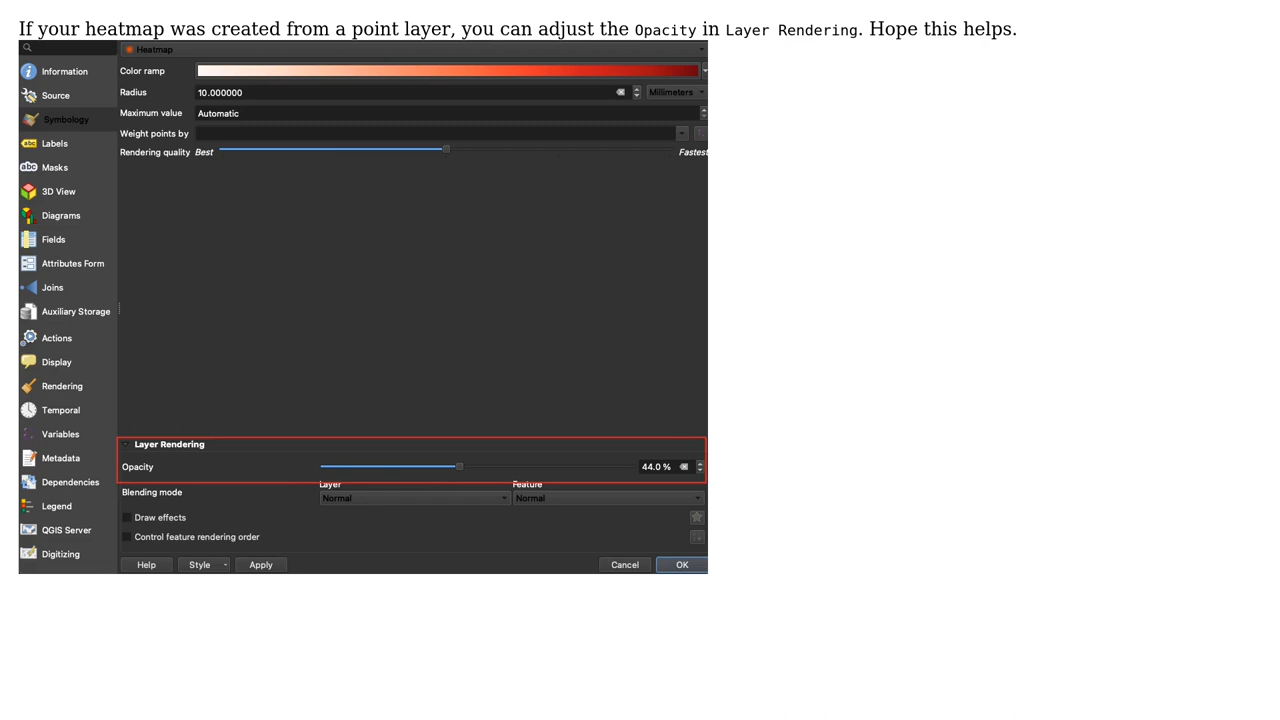 If your heatmap was created from a point layer, you can adjust the Opacity in Layer Rendering. Hope this helps.
Heatmap
Information
Source
Symbology
Labels
Masks
3D View
Diagrams
Fields
Attributes Form
Joins
Auxiliary Storage
Actions
Display
Rendering
Temporal
Variables
Metadata
Dependencies
Legend
QGIS Server
Digitizing
Color ramp
Radius 10.000000 Millimeters
Maximum value Automatic
Weight points by
Rendering quality Best Fastest
Layer Rendering
Opacity 44.0 %
Layer Feature
Blending mode Normal Normal
Draw effects
Control feature rendering order
Help Style Apply Cancel OK